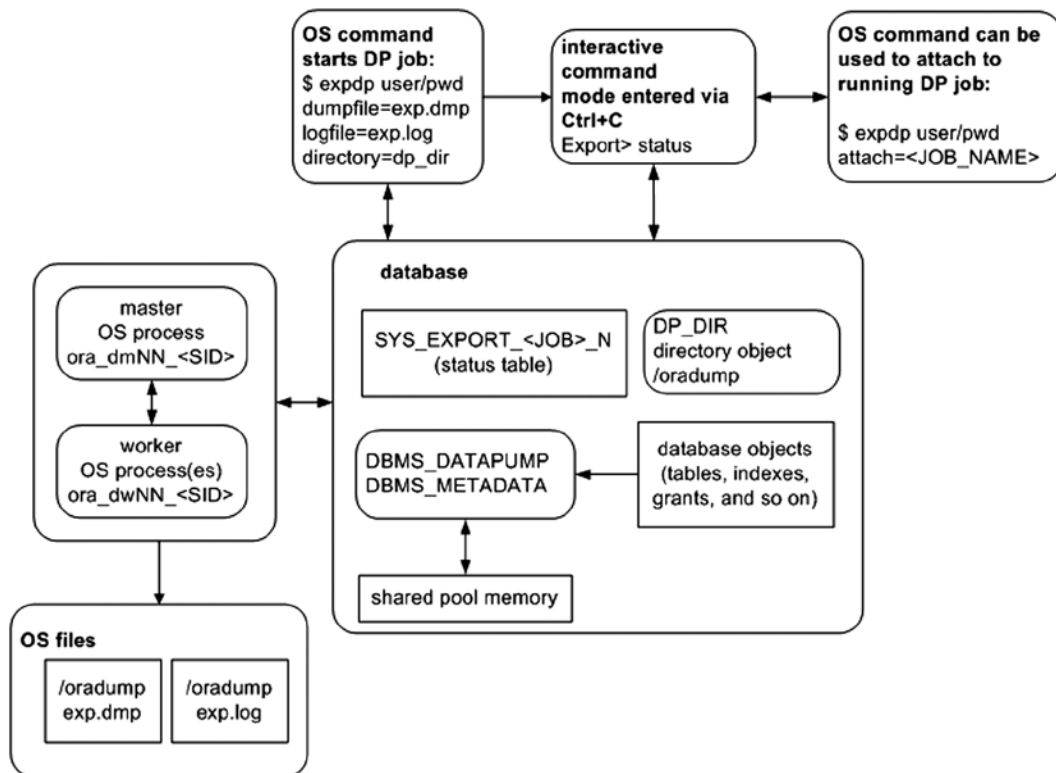 OS command
starts DP job:
$ expdp user/pwd
dumpfile=exp.dmp
logfile=exp.log
directory=dp_dir
interactive
command
mode entered via
Ctrl+C
Export> status
OS command can be
used to attach to
running DP job:
$ expdp user/pwd
attach=<JOB_NAME>
master
OS process
ora_dmNN_<SID>
worker
OS process(es)
ora_dwNN_<SID>
database
SYS_EXPORT_<JOB>_N
(status table)
DP_DIR
directory object
/oradump
DBMS_DATAPUMP
DBMS_METADATA
database objects
(tables, indexes,
grants, and so on)
shared pool memory
OS files
/oradump
exp.dmp
/oradump
exp.log